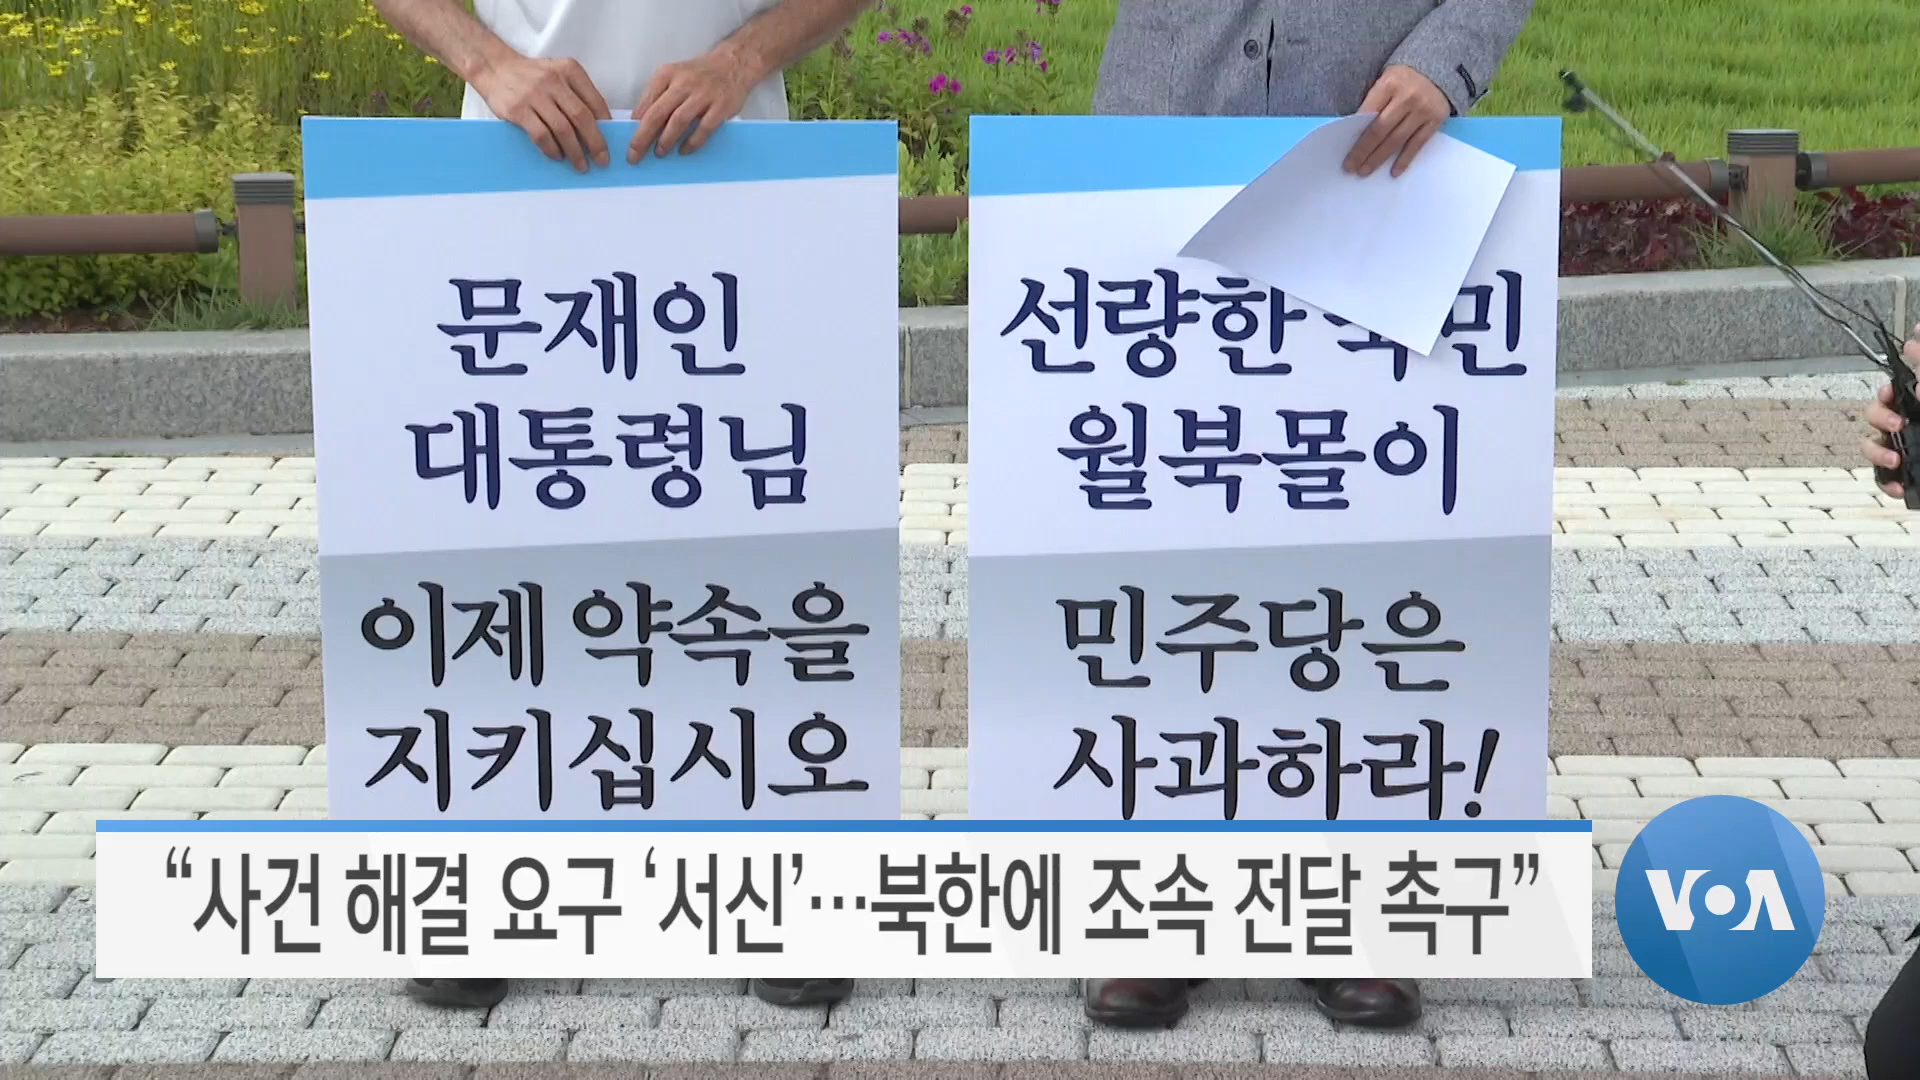 문재인
대통령님
이제 약속을
지키십시오
선량한 국민
월북몰이
민주당은
사과하라!
“사건 해결 요구 ‘서신’…북한에 조속 전달 촉구”
VOA